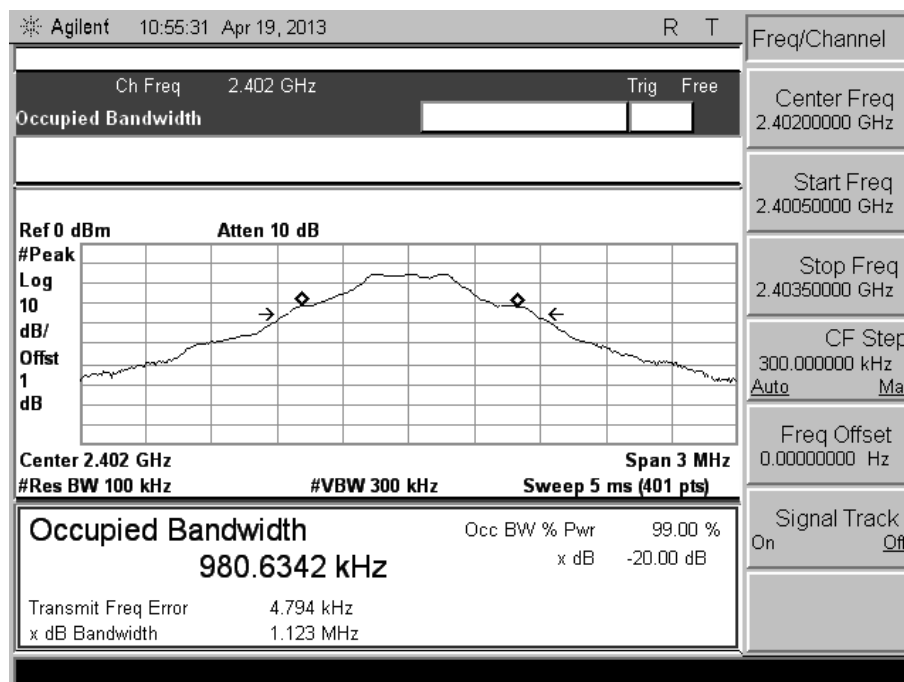 Agilent 10:55:31 Apr 19, 2013 R T
Freq/Channel
Ch Freq 2.402 GHz Trig Free
Occupied Bandwidth
Center Freq
2.40200000 GHz
Start Freq
2.40050000 GHz
Stop Freq
2.40350000 GHz
CF Step
300.000000 kHz
Auto Ma
Freq Offset
0.00000000 Hz
Signal Track
On Off
Ref 0 dBm Atten 10 dB
#Peak
Log
10
dB/
Offst
1
dB
Center 2.402 GHz Span 3 MHz
#Res BW 100 kHz #VBW 300 kHz Sweep 5 ms (401 pts)
Occupied Bandwidth
980.6342 kHz
Occ BW % Pwr 99.00 %
x dB -20.00 dB
Transmit Freq Error 4.794 kHz
x dB Bandwidth 1.123 MHz